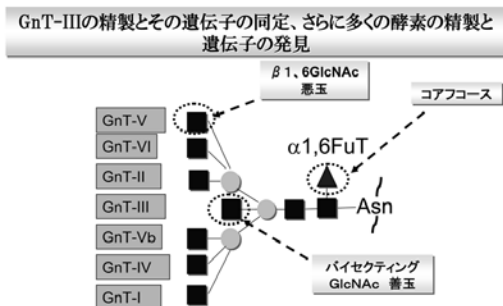 GnT-IIIの精製とその遺伝子の同定、さらに多くの酵素の精製と
遺伝子の発見
β1、6GlcNAc
悪玉
コアフコース
GnT-V
GnT-VI
GnT-II
GnT-III
GnT-Vb
GnT-IV
GnT-I
α1,6FuT
Asn
バイセクティング
GlcNAc 善玉